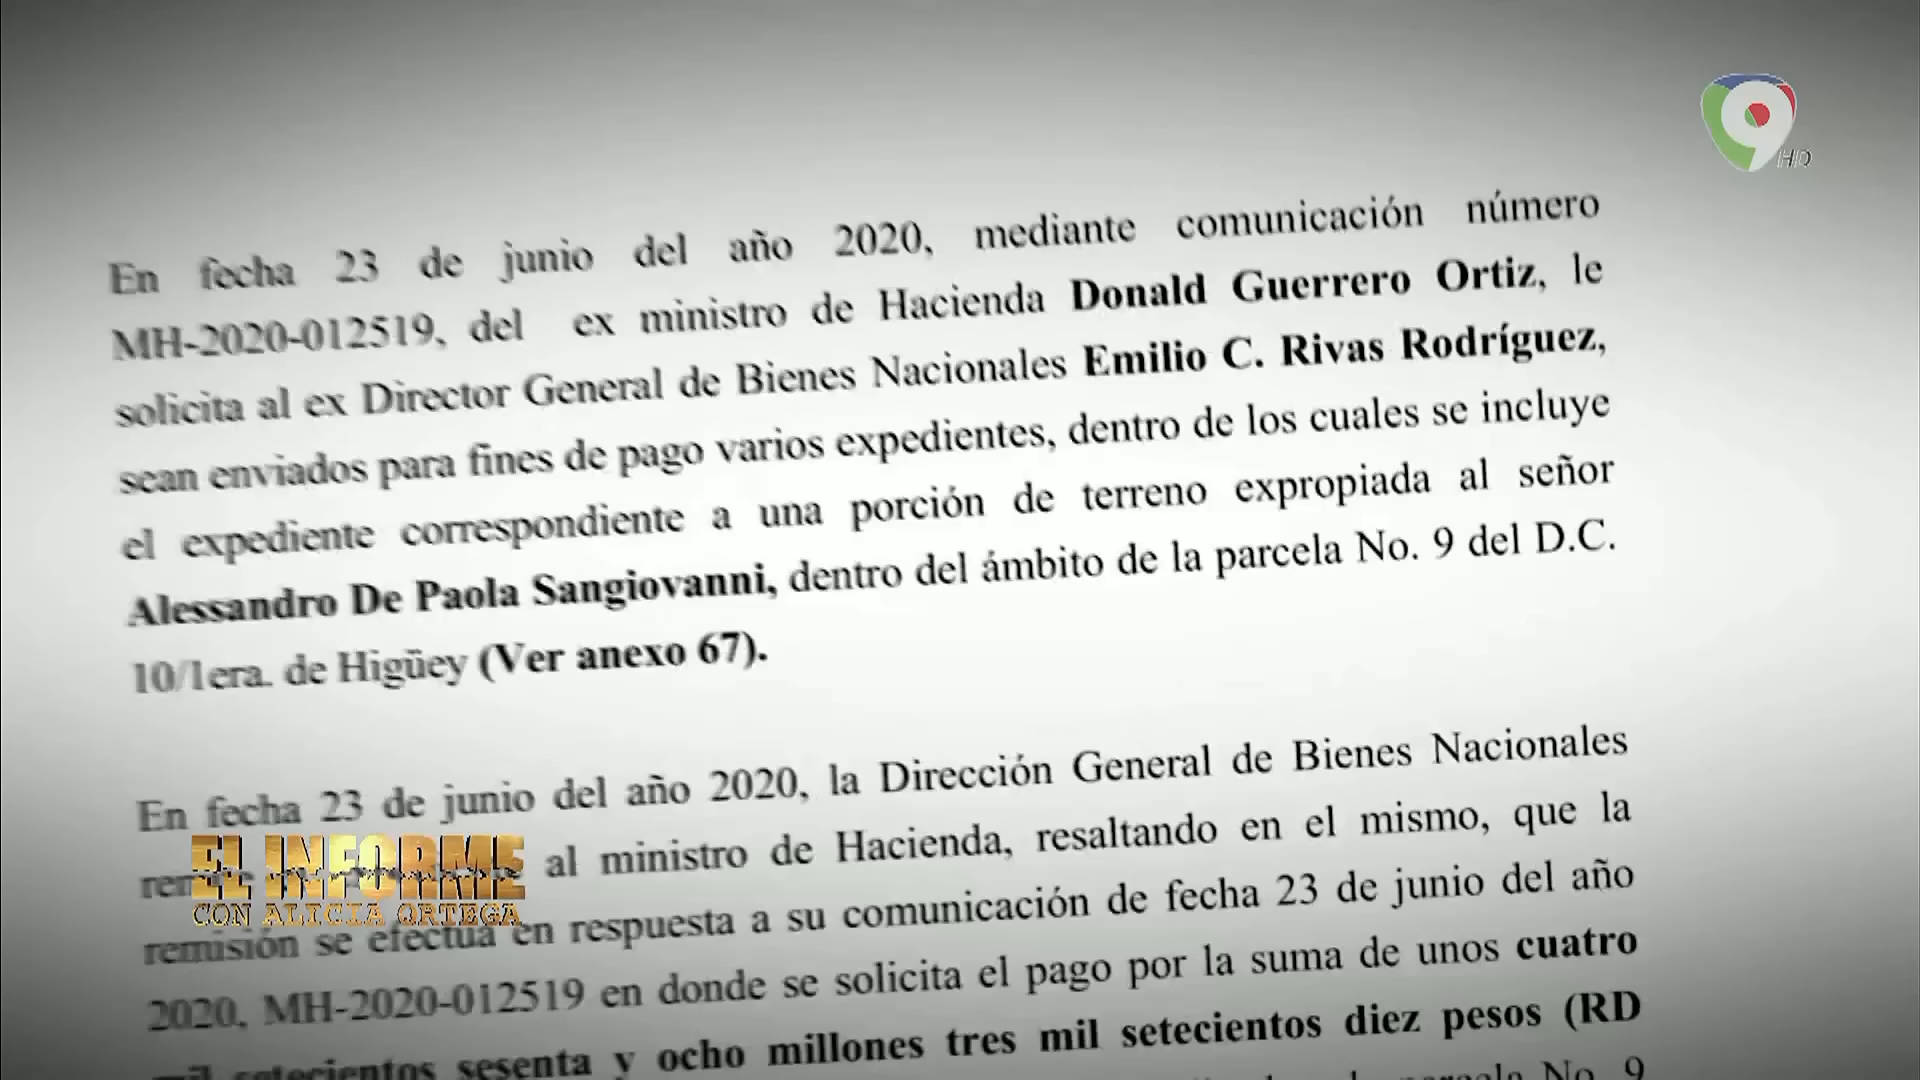 HD
En fecha 23 de junio del año 2020, mediante comunicación número
MH-2020-012519, del ex ministro de Hacienda Donald Guerrero Ortiz, le
solicita al ex Director General de Bienes Nacionales Emilio C. Rivas Rodríguez,
sean enviados para fines de pago varios expedientes, dentro de los cuales se incluye
el expediente correspondiente a una porción de terreno expropiada al señor
Alessandro De Paola Sangiovanni, dentro del ámbito de la parcela No. 9 del D.C.
10/1era. de Higüey (Ver anexo 67).
En fecha 23 de junio del año 2020, la Dirección General de Bienes Nacionales
al ministro de Hacienda, resaltando en el mismo, que la
EL INFORME
CON ALICIA ORTEGA
remisión se efectua en respuesta a su comunicación de fecha 23 de junio del año
2020, MH-2020-012519 en donde se solicita el pago por la suma de unos cuatro
mil setecientos sesenta y ocho millones tres mil setecientos diez pesos (RD
parcela No. 9